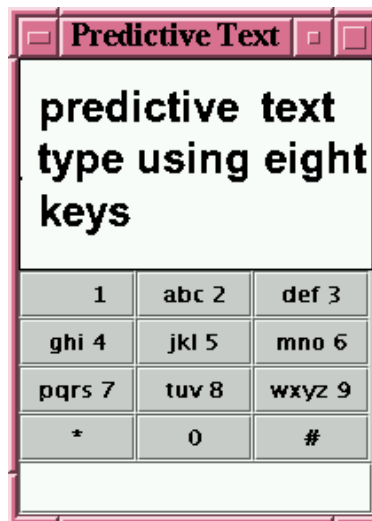 Predictive Text
predictive text
type using eight
keys
1 abc 2 def 3
ghi 4 jkl 5 mno 6
pqrs 7 tuv 8 wxyz 9
* 0 #